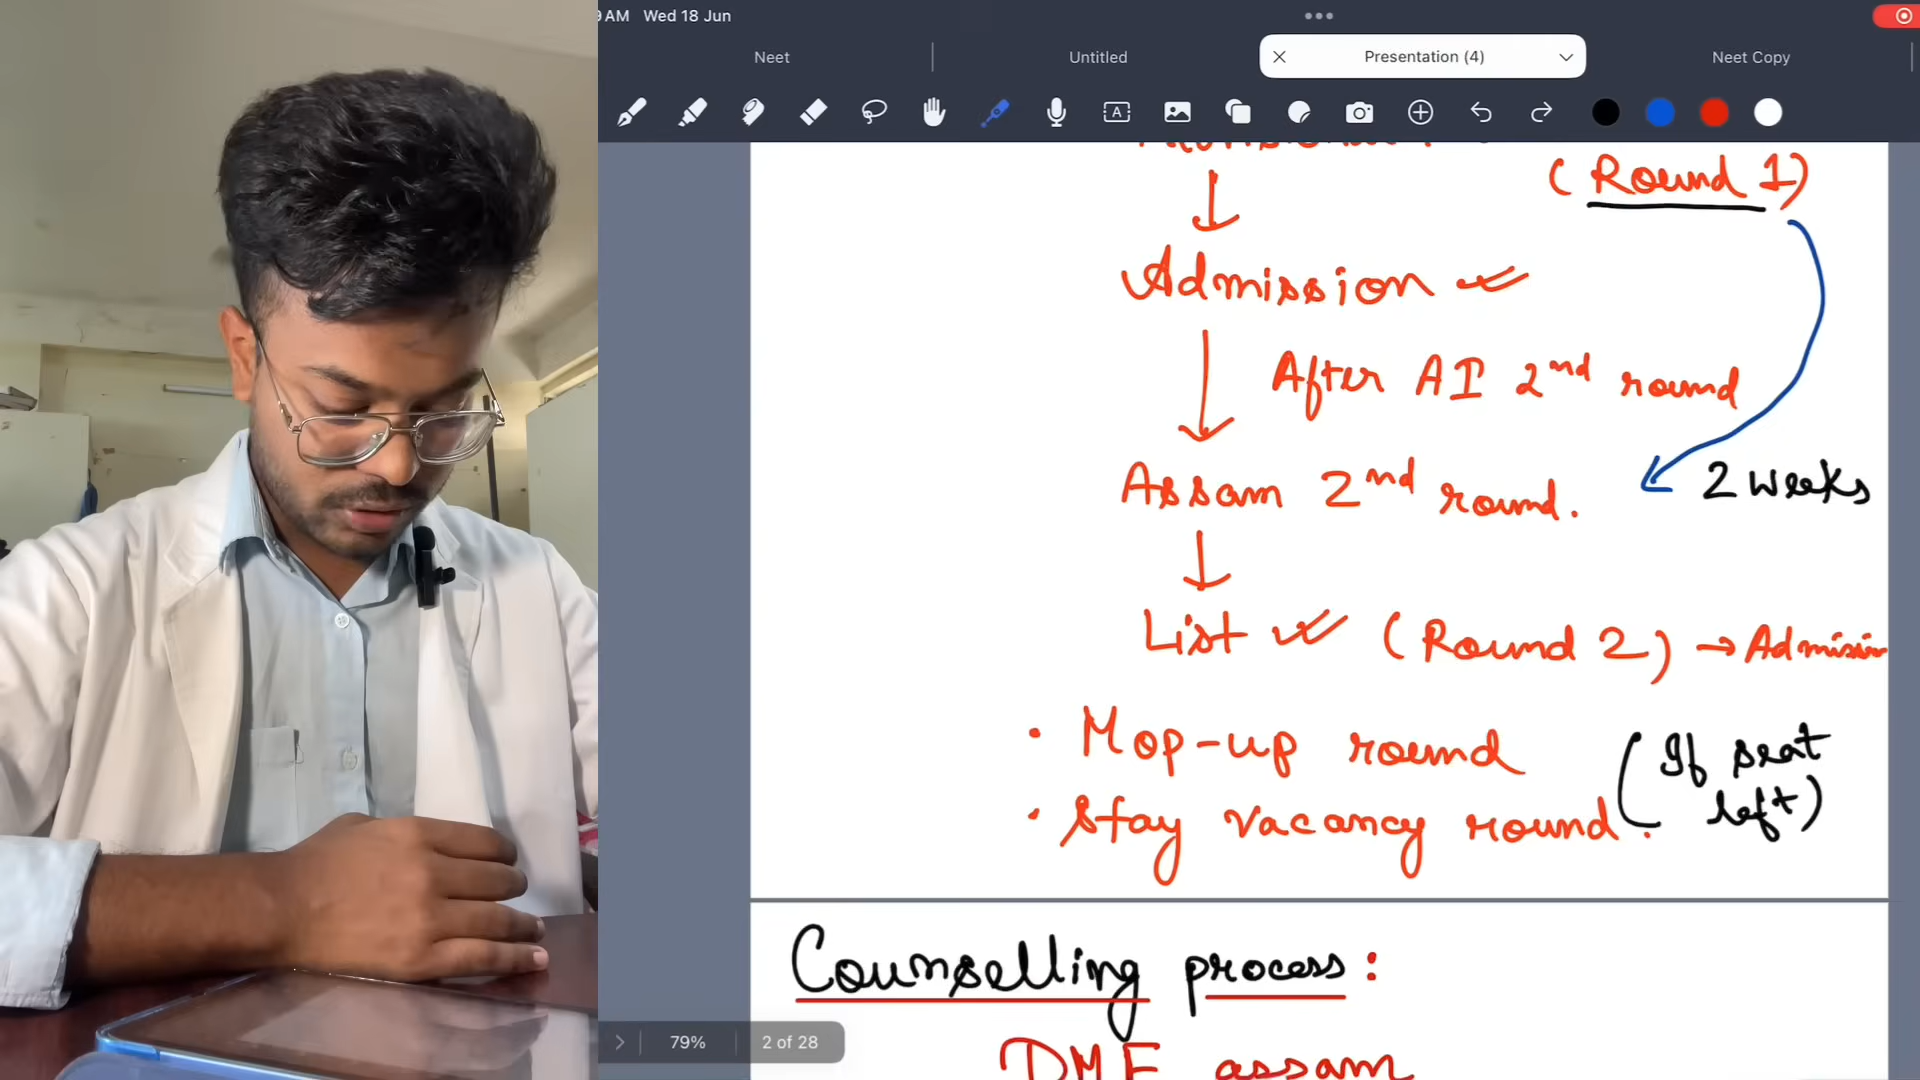 9 AM Wed 18 Jun
Neet
Untitled
Presentation (4)
Neet Copy
A
(Round 1)
Admission
After AI 2nd round
Assam 2nd round.
2 weeks
List (Round 2) → Admission
• Mop-up round
(If seat
left)
• Stay vacancy round.
Counselling process:
79%
2 of 28
DME assam